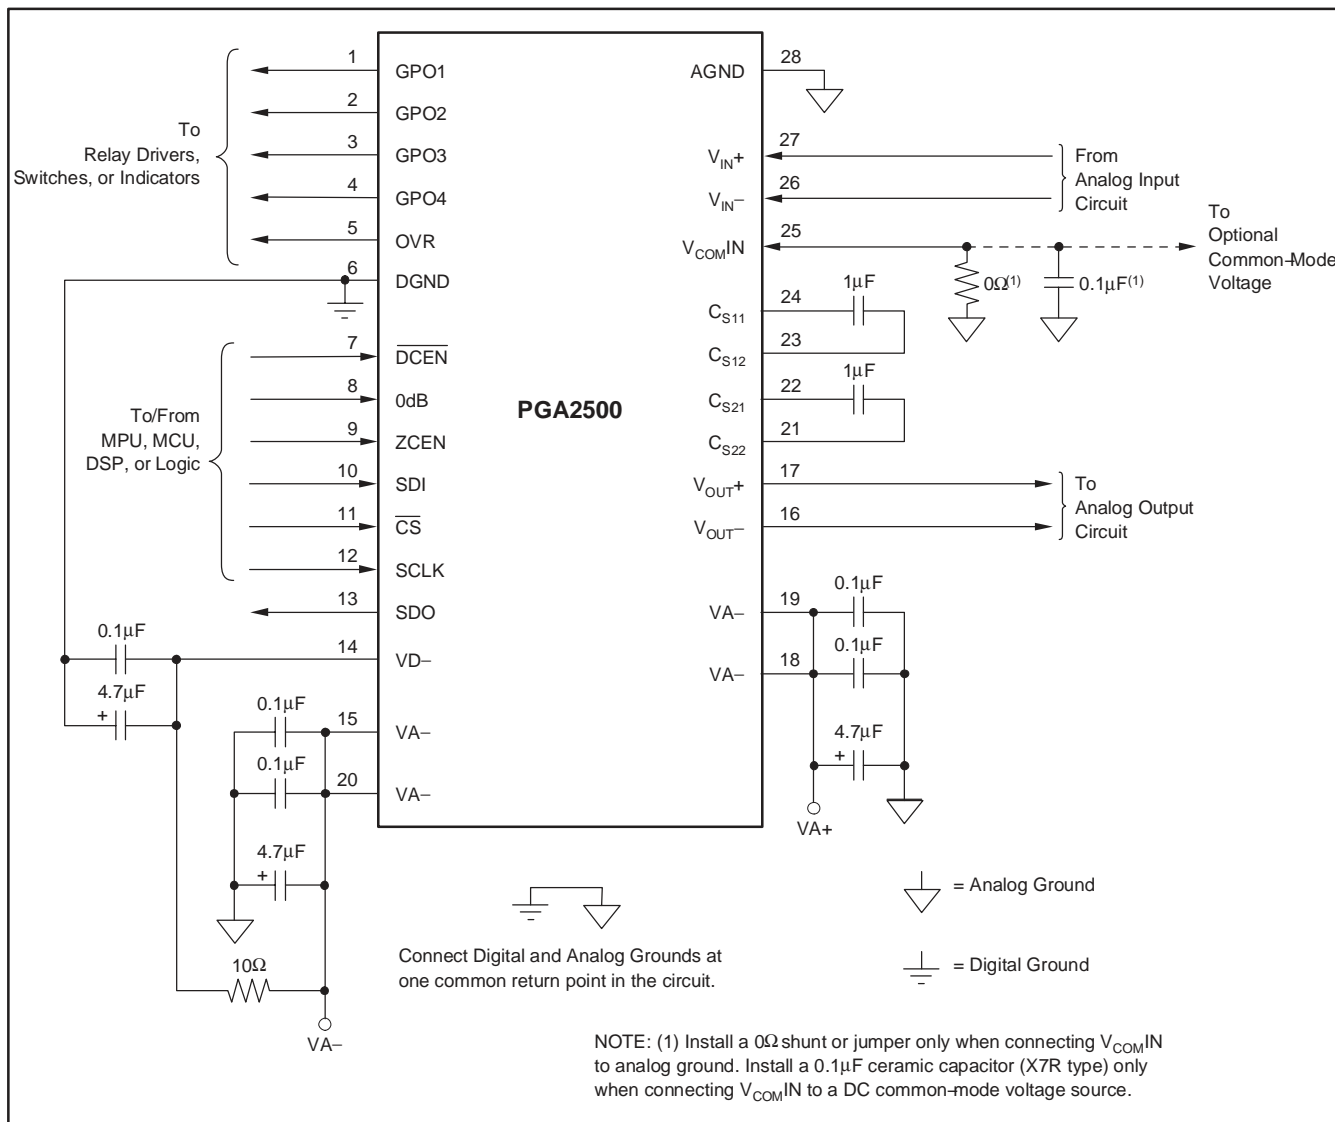 1
GPO1
2
GPO2
3
GPO3
4
GPO4
5
OVR
6
DGND
To
Relay Drivers,
Switches, or Indicators
7
DCEN
8
0dB
9
ZCEN
10
SDI
11
CS
12
SCLK
13
SDO
To/From
MPU, MCU,
DSP, or Logic
14
VD−
0.1μF
4.7μF
+
15
VA−
0.1μF
20
VA−
0.1μF
4.7μF
+
10Ω
VA−
PGA2500
28
AGND
27
VIN+
26
VIN−
From
Analog Input
Circuit
25
VCOMIN
0Ω(1)
0.1μF(1)
To
Optional
Common−Mode
Voltage
24
CS11
1μF
23
CS12
22
CS21
1μF
21
CS22
17
VOUT+
16
VOUT−
To
Analog Output
Circuit
19
VA−
0.1μF
18
VA−
0.1μF
4.7μF
+
VA+
Connect Digital and Analog Grounds at
one common return point in the circuit.
= Analog Ground
= Digital Ground
NOTE: (1) Install a 0Ω shunt or jumper only when connecting VCOMIN
to analog ground. Install a 0.1μF ceramic capacitor (X7R type) only
when connecting VCOMIN to a DC common−mode voltage source.